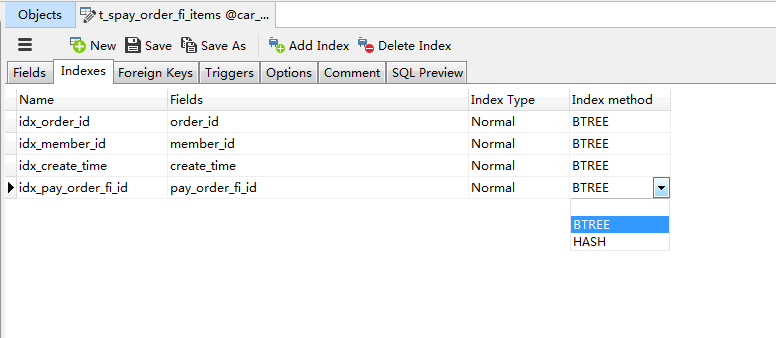 Objects t_spay_order_fi_items @car_...
New Save Save As Add Index Delete Index
Fields Indexes Foreign Keys Triggers Options Comment SQL Preview
Name Fields Index Type Index method
idx_order_id order_id Normal BTREE
idx_member_id member_id Normal BTREE
idx_create_time create_time Normal BTREE
idx_pay_order_fi_id pay_order_fi_id Normal BTREE
BTREE
HASH